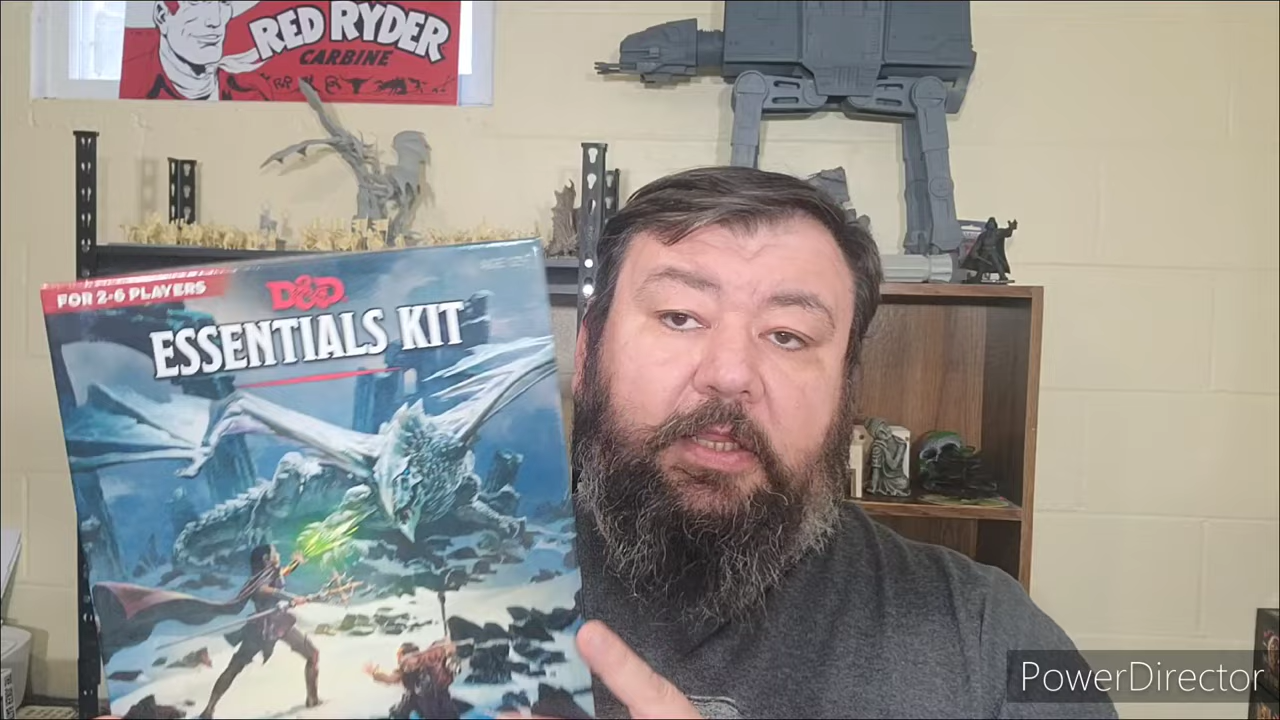 RED RYDER
CARBINE
FOR 2-6 PLAYERS
D&D
ESSENTIALS KIT
PowerDirector